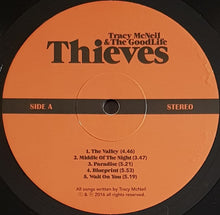 Tracy McNeil
& The GoodLife
Thieves
SIDE A
STEREO
1. The Valley (4.46)
2. Middle Of The Night (3.47)
3. Paradise (5.21)
4. Blueprint (5.53)
5. Wait On You (5.19)
All songs written by Tracy McNeil
© & ℗ 2016 all rights reserved.